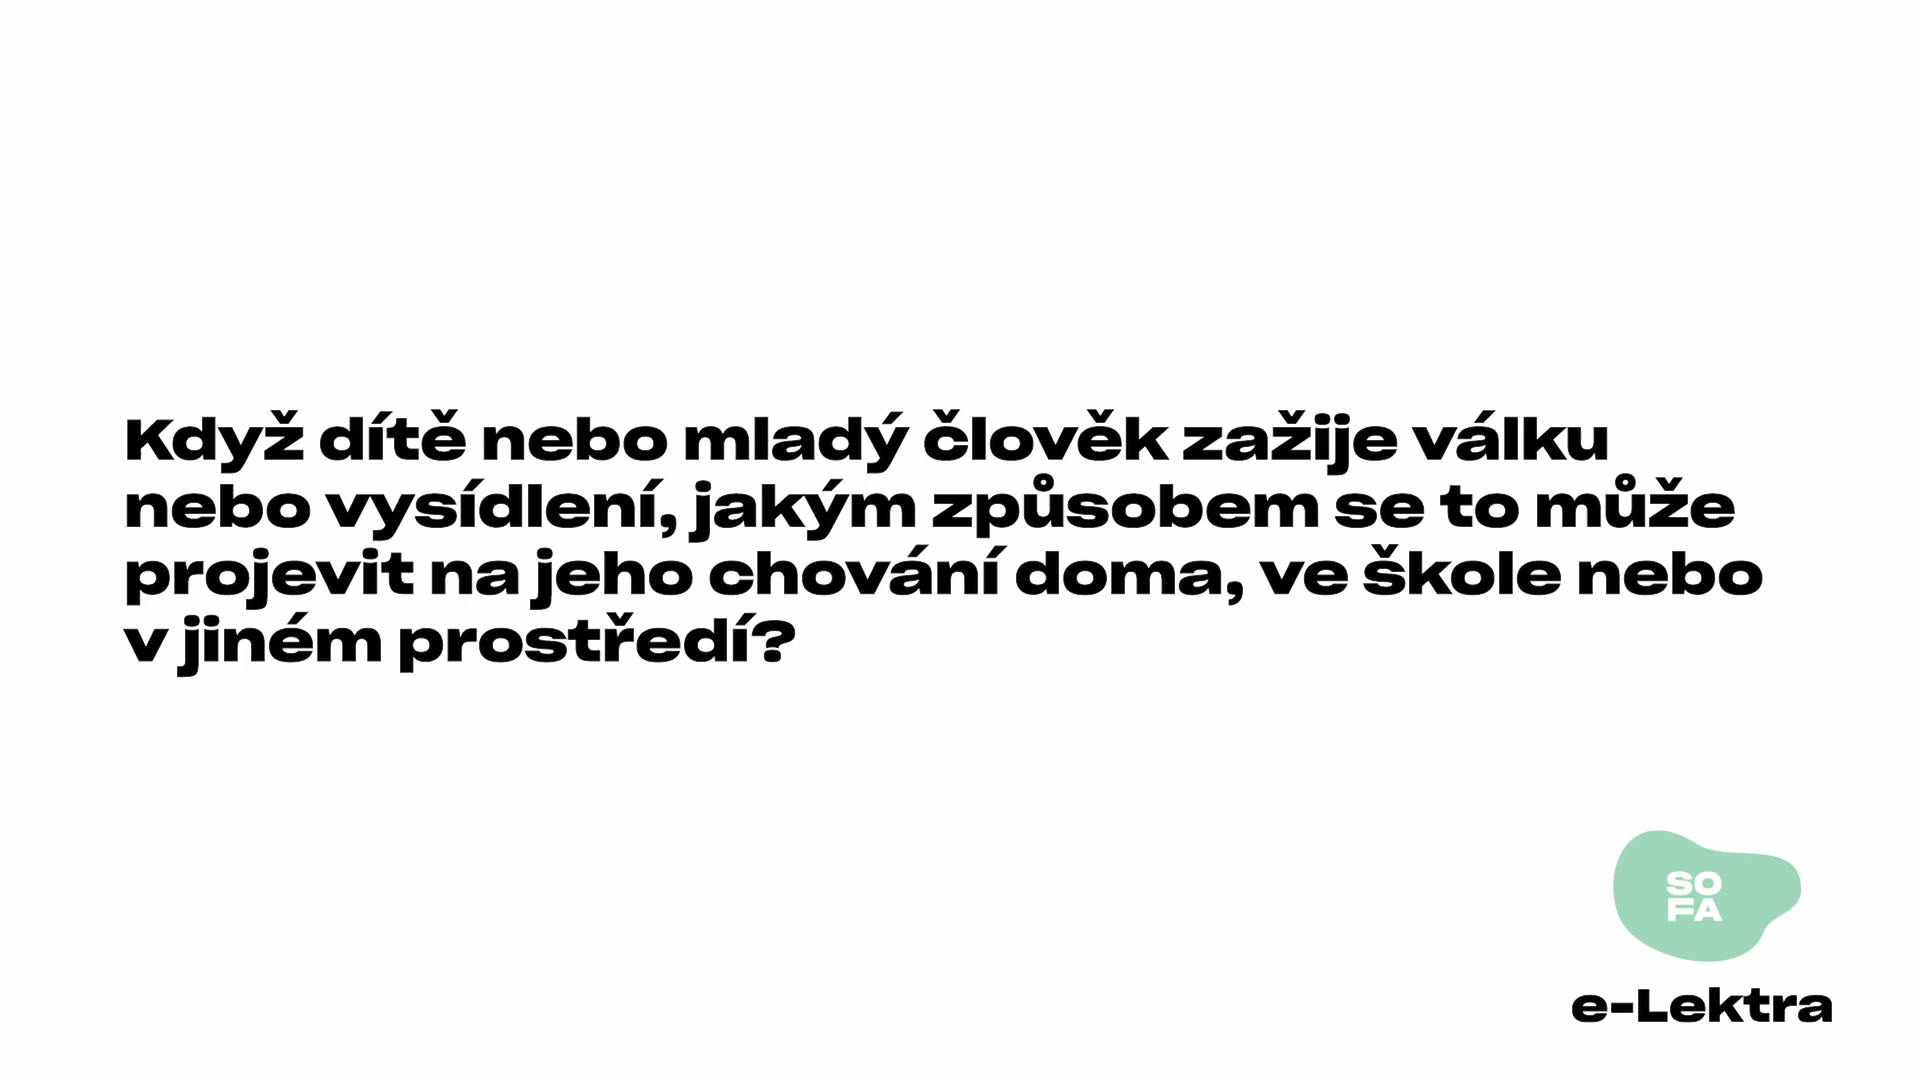 Když dítě nebo mladý člověk zažije válku
nebo vysídlení, jakým způsobem se to může
projevit na jeho chování doma, ve škole nebo
v jiném prostředí?
SO
FA
e-Lektra